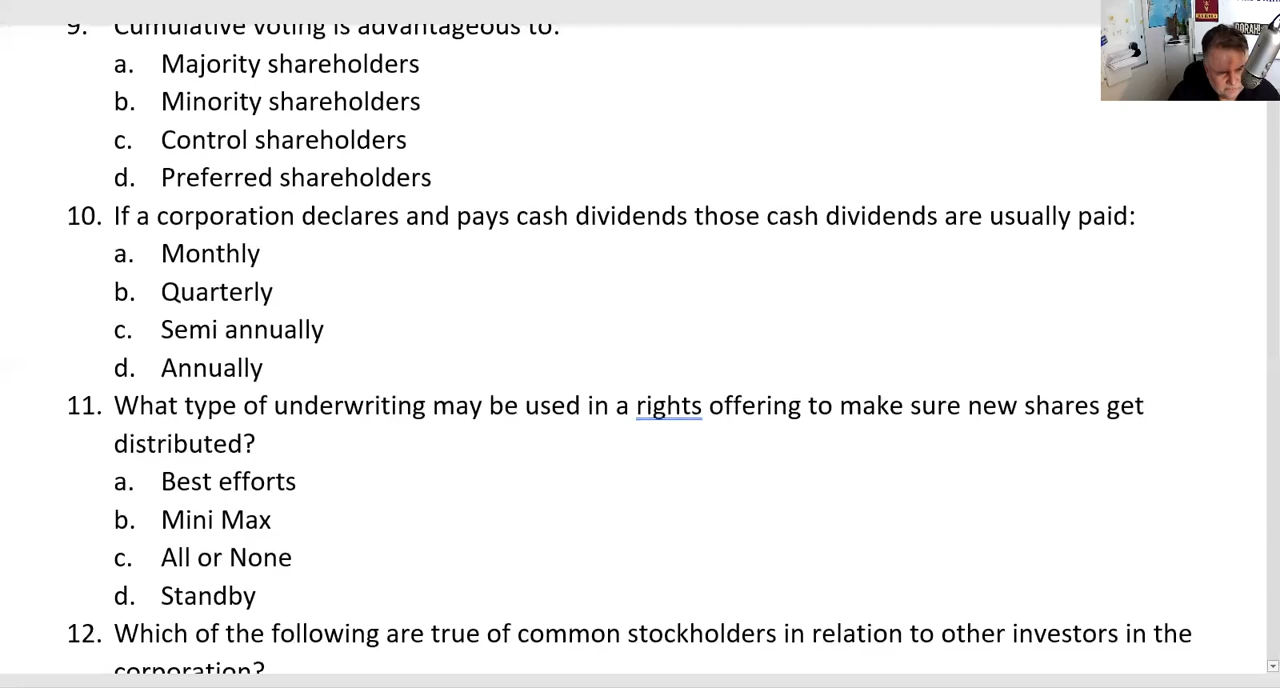 9. Cumulative voting is advantageous to:
a. Majority shareholders
b. Minority shareholders
c. Control shareholders
d. Preferred shareholders
10. If a corporation declares and pays cash dividends those cash dividends are usually paid:
a. Monthly
b. Quarterly
c. Semi annually
d. Annually
11. What type of underwriting may be used in a rights offering to make sure new shares get
distributed?
a. Best efforts
b. Mini Max
c. All or None
d. Standby
12. Which of the following are true of common stockholders in relation to other investors in the
corporation?